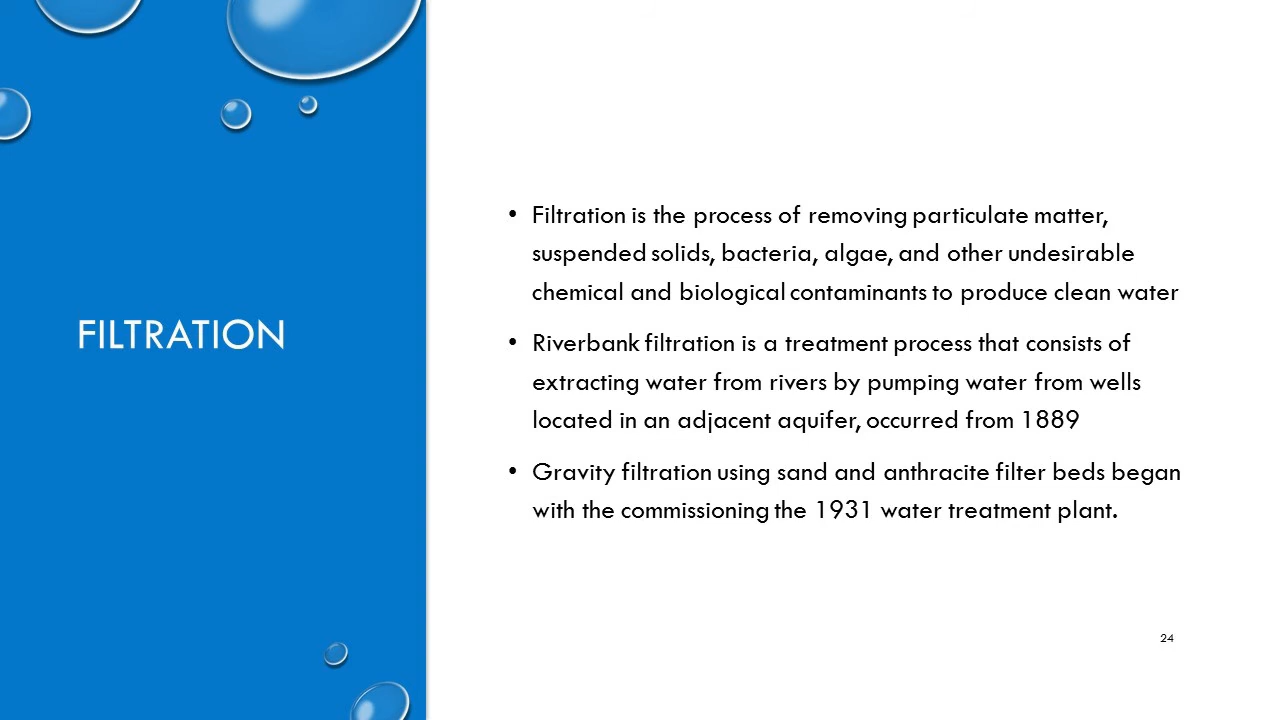 FILTRATION
• Filtration is the process of removing particulate matter,
suspended solids, bacteria, algae, and other undesirable
chemical and biological contaminants to produce clean water
• Riverbank filtration is a treatment process that consists of
extracting water from rivers by pumping water from wells
located in an adjacent aquifer, occurred from 1889
• Gravity filtration using sand and anthracite filter beds began
with the commissioning the 1931 water treatment plant.
24